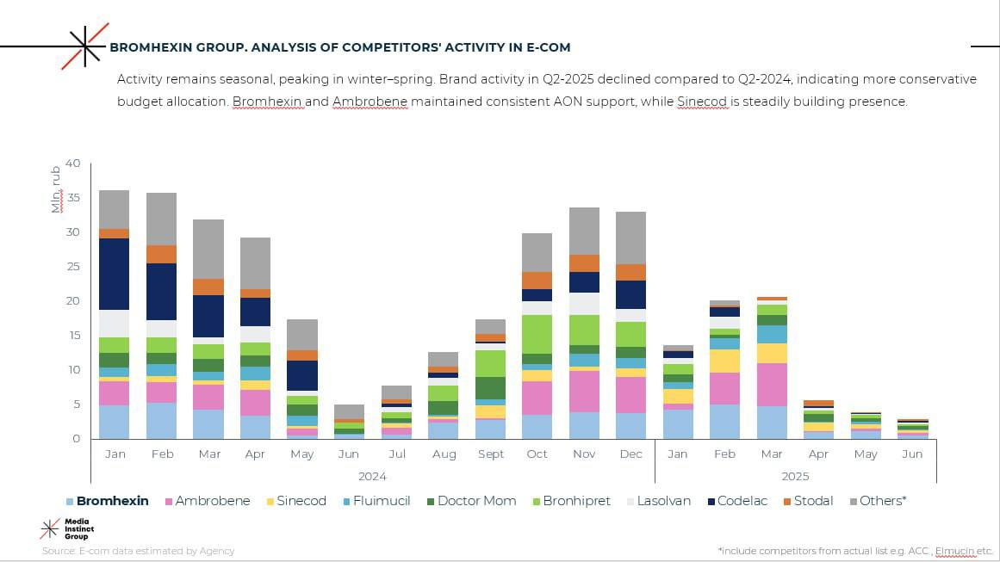 BROMHEXIN GROUP. ANALYSIS OF COMPETITORS' ACTIVITY IN E-COM
Activity remains seasonal, peaking in winter–spring. Brand activity in Q2-2025 declined compared to Q2-2024, indicating more conservative
budget allocation. Bromhexin and Ambrobene maintained consistent AON support, while Sinecod is steadily building presence.
Mln, rub
40
35
30
25
20
15
10
5
0
Jan Feb Mar Apr May Jun Jul Aug Sept Oct Nov Dec Jan Feb Mar Apr May Jun
2024 2025
Bromhexin Ambrobene Sinecod Fluimucil Doctor Mom Bronhipret Lasolvan Codelac Stodal Others*
Media
Instinct
Group
Source: E-com data estimated by Agency
*include competitors from actual list e.g. ACC , Elmucin etc.